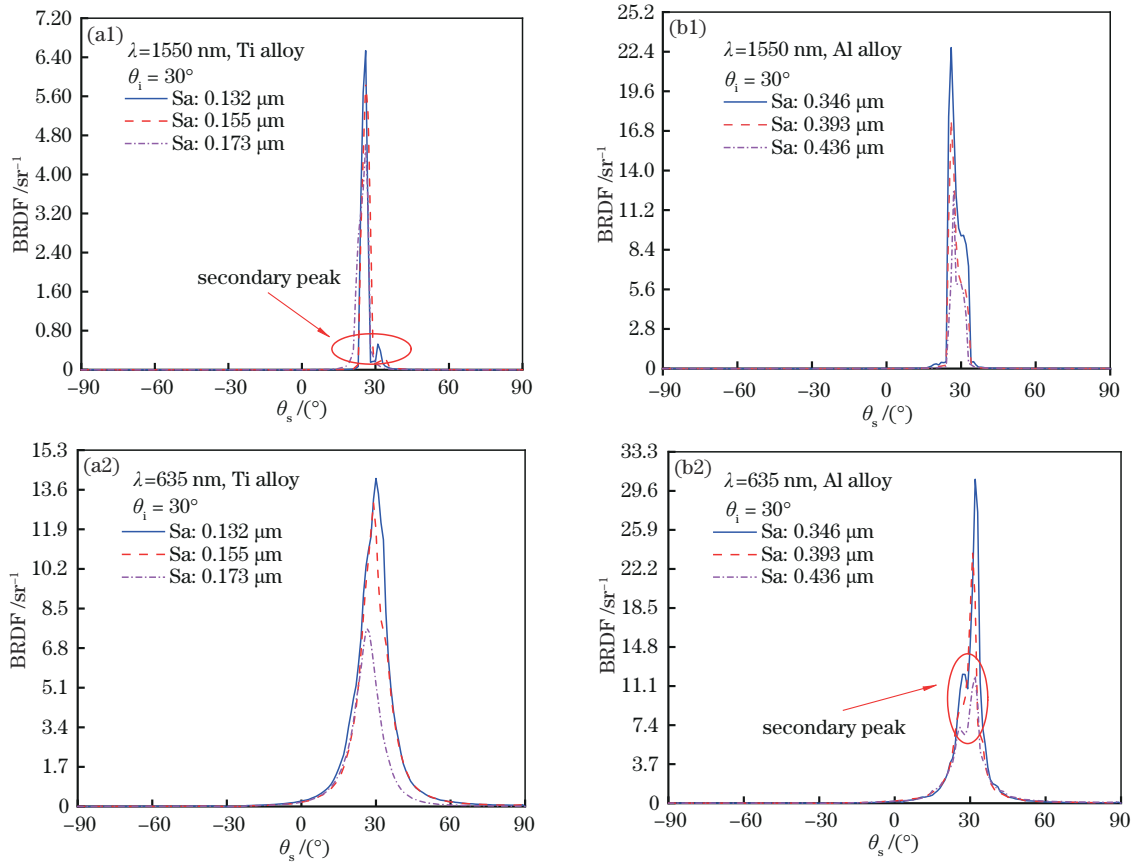 (a1)
λ=1550 nm, Ti alloy
θi = 30°
Sa: 0.132 μm
Sa: 0.155 μm
Sa: 0.173 μm
secondary peak
BRDF /sr⁻¹
7.20
6.40
5.60
4.80
4.00
3.20
2.40
1.60
0.80
0
−90 −60 −30 0 30 60 90
θs /(°)
(b1)
λ=1550 nm, Al alloy
θi = 30°
Sa: 0.346 μm
Sa: 0.393 μm
Sa: 0.436 μm
BRDF /sr⁻¹
25.2
22.4
19.6
16.8
14.0
11.2
8.4
5.6
2.8
0
−90 −60 −30 0 30 60 90
θs /(°)
(a2)
λ=635 nm, Ti alloy
θi = 30°
Sa: 0.132 μm
Sa: 0.155 μm
Sa: 0.173 μm
BRDF /sr⁻¹
15.3
13.6
11.9
10.2
8.5
6.8
5.1
3.4
1.7
0
−90 −60 −30 0 30 60 90
θs /(°)
(b2)
λ=635 nm, Al alloy
θi = 30°
Sa: 0.346 μm
Sa: 0.393 μm
Sa: 0.436 μm
secondary peak
BRDF /sr⁻¹
33.3
29.6
25.9
22.2
18.5
14.8
11.1
7.4
3.7
0
−90 −60 −30 0 30 60 90
θs /(°)